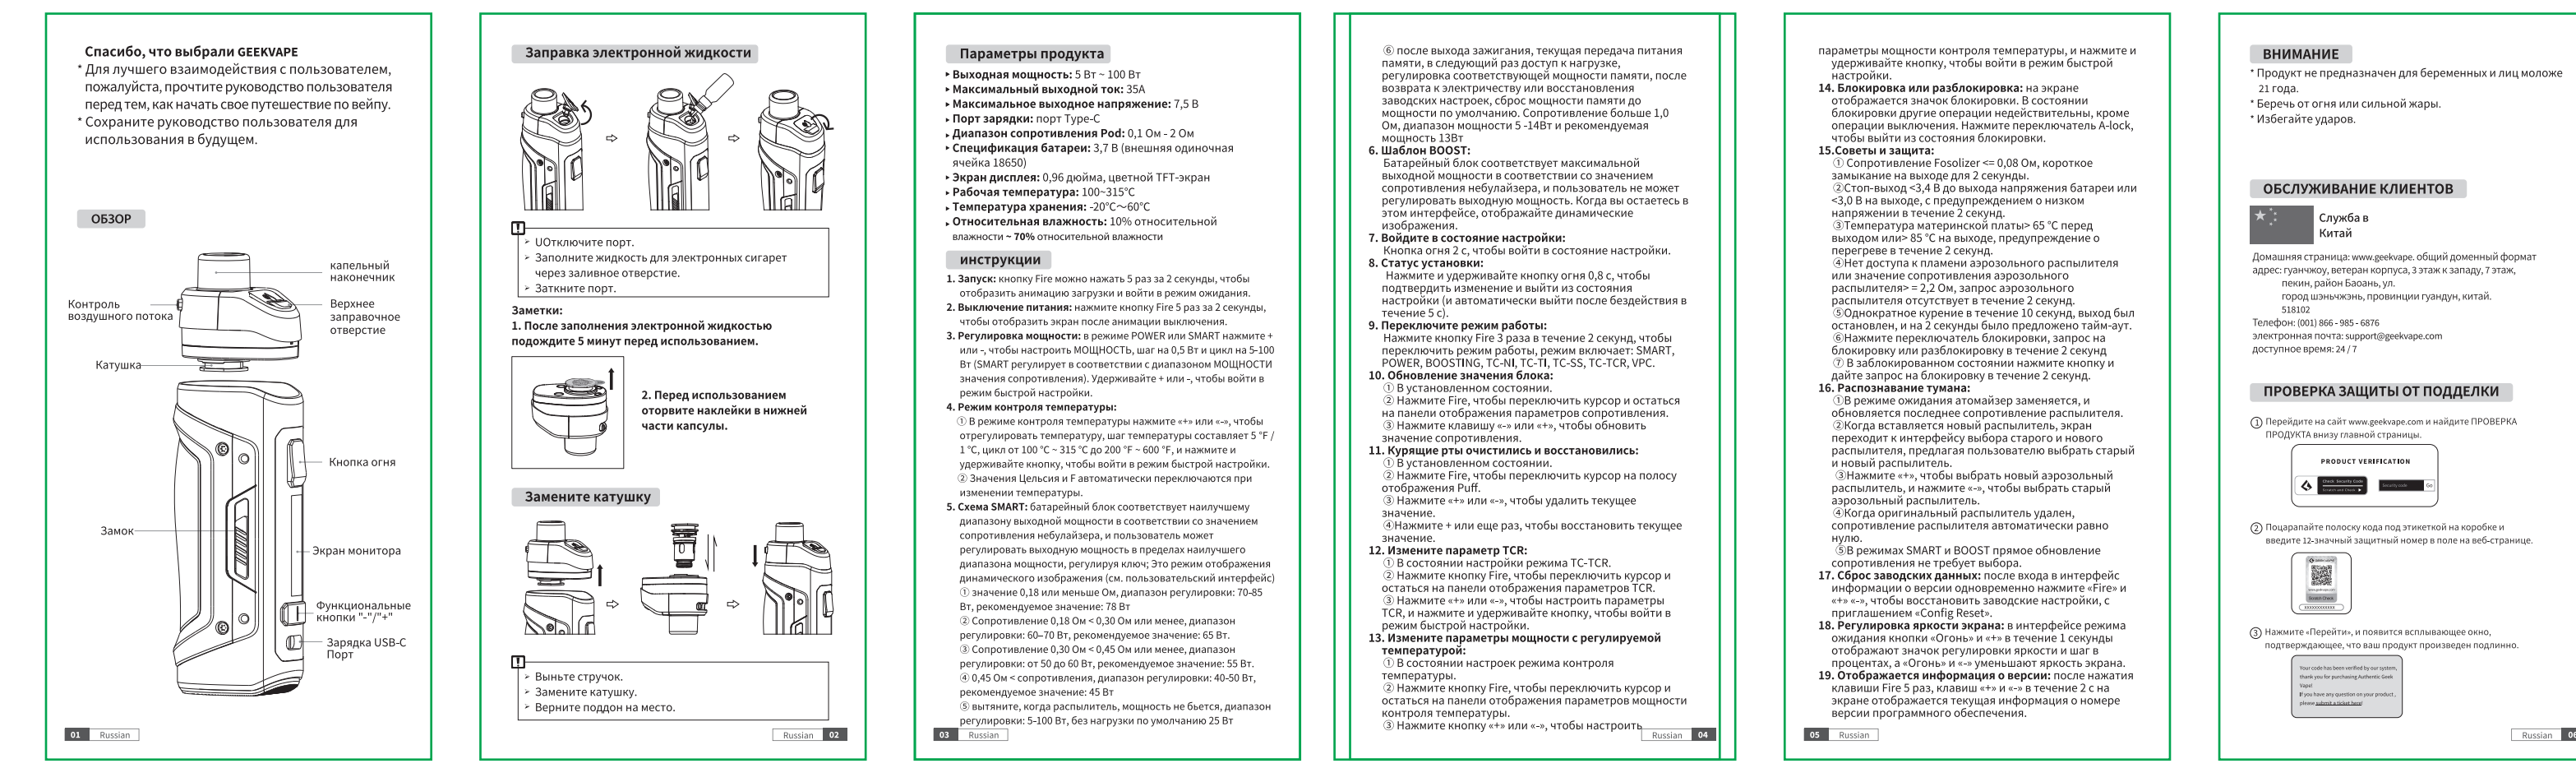 Спасибо, что выбрали GEEKVAPE
* Для лучшего взаимодействия с пользователем,
пожалуйста, прочтите руководство пользователя
перед тем, как начать свое путешествие по вейпу.
* Сохраните руководство пользователя для
использования в будущем.
ОБЗОР
капельный
наконечник
Контроль
воздушного потока
Верхнее
заправочное
отверстие
Катушка
Кнопка огня
Замок
Экран монитора
Функциональные
кнопки "-"/"+"
Зарядка USB-C
Порт
01 Russian
Заправка электронной жидкости
➢ UОтключите порт.
➢ Заполните жидкость для электронных сигарет
через заливное отверстие.
➢ Заткните порт.
Заметки:
1. После заполнения электронной жидкостью
подождите 5 минут перед использованием.
2. Перед использованием
оторвите наклейки в нижней
части капсулы.
Замените катушку
➢ Выньте стручок.
➢ Замените катушку.
➢ Верните поддон на место.
Russian 02
Параметры продукта
▸ Выходная мощность: 5 Вт ~ 100 Вт
▸ Максимальный выходной ток: 35A
▸ Максимальное выходное напряжение: 7,5 В
▸ Порт зарядки: порт Type-C
▸ Диапазон сопротивления Pod: 0,1 Ом - 2 Ом
▸ Спецификация батареи: 3,7 В (внешняя одиночная
ячейка 18650)
▸ Экран дисплея: 0,96 дюйма, цветной TFT-экран
▸ Рабочая температура: 100~315°C
▸ Температура хранения: -20°C～60°C
▸ Относительная влажность: 10% относительной
влажности ~ 70% относительной влажности
инструкции
1. Запуск: кнопку Fire можно нажать 5 раз за 2 секунды, чтобы
отобразить анимацию загрузки и войти в режим ожидания.
2. Выключение питания: нажмите кнопку Fire 5 раз за 2 секунды,
чтобы отобразить экран после анимации выключения.
3. Регулировка мощности: в режиме POWER или SMART нажмите +
или -, чтобы настроить МОЩНОСТЬ, шаг на 0,5 Вт и цикл на 5-100
Вт (SMART регулирует в соответствии с диапазоном МОЩНОСТИ
значения сопротивления). Удерживайте + или -, чтобы войти в
режим быстрой настройки.
4. Режим контроля температуры:
① В режиме контроля температуры нажмите «+» или «-», чтобы
отрегулировать температуру, шаг температуры составляет 5 °F /
1 °C, цикл от 100 °C ~ 315 °C до 200 °F ~ 600 °F, и нажмите и
удерживайте кнопку, чтобы войти в режим быстрой настройки.
② Значения Цельсия и F автоматически переключаются при
изменении температуры.
5. Схема SMART: батарейный блок соответствует наилучшему
диапазону выходной мощности в соответствии со значением
сопротивления небулайзера, и пользователь может
регулировать выходную мощность в пределах наилучшего
диапазона мощности, регулируя ключ; Это режим отображения
динамического изображения (см. пользовательский интерфейс)
① значение 0,18 или меньше Ом, диапазон регулировки: 70-85
Вт, рекомендуемое значение: 78 Вт
② Сопротивление 0,18 Ом < 0,30 Ом или менее, диапазон
регулировки: 60–70 Вт, рекомендуемое значение: 65 Вт.
③ Сопротивление 0,30 Ом < 0,45 Ом или менее, диапазон
регулировки: от 50 до 60 Вт, рекомендуемое значение: 55 Вт.
④ 0,45 Ом < сопротивления, диапазон регулировки: 40-50 Вт,
рекомендуемое значение: 45 Вт
⑤ вытяните, когда распылитель, мощность не бьется, диапазон
регулировки: 5-100 Вт, без нагрузки по умолчанию 25 Вт
03 Russian
⑥ после выхода зажигания, текущая передача питания
памяти, в следующий раз доступ к нагрузке,
регулировка соответствующей мощности памяти, после
возврата к электричеству или восстановления
заводских настроек, сброс мощности памяти до
мощности по умолчанию. Сопротивление больше 1,0
Ом, диапазон мощности 5 -14Вт и рекомендуемая
мощность 13Вт
6. Шаблон BOOST:
Батарейный блок соответствует максимальной
выходной мощности в соответствии со значением
сопротивления небулайзера, и пользователь не может
регулировать выходную мощность. Когда вы остаетесь в
этом интерфейсе, отображайте динамические
изображения.
7. Войдите в состояние настройки:
Кнопка огня 2 с, чтобы войти в состояние настройки.
8. Статус установки:
Нажмите и удерживайте кнопку огня 0,8 с, чтобы
подтвердить изменение и выйти из состояния
настройки (и автоматически выйти после бездействия в
течение 5 с).
9. Переключите режим работы:
Нажмите кнопку Fire 3 раза в течение 2 секунд, чтобы
переключить режим работы, режим включает: SMART,
POWER, BOOSTING, TC-NI, TC-TI, TC-SS, TC-TCR, VPC.
10. Обновление значения блока:
① В установленном состоянии.
② Нажмите Fire, чтобы переключить курсор и остаться
на панели отображения параметров сопротивления.
③ Нажмите клавишу «-» или «+», чтобы обновить
значение сопротивления.
11. Курящие рты очистились и восстановились:
① В установленном состоянии.
② Нажмите Fire, чтобы переключить курсор на полосу
отображения Puff.
③ Нажмите «+» или «-», чтобы удалить текущее
значение.
④Нажмите + или еще раз, чтобы восстановить текущее
значение.
12. Измените параметр TCR:
① В состоянии настройки режима TC-TCR.
② Нажмите кнопку Fire, чтобы переключить курсор и
остаться на панели отображения параметров TCR.
③ Нажмите «+» или «-», чтобы настроить параметры
TCR, и нажмите и удерживайте кнопку, чтобы войти в
режим быстрой настройки.
13. Измените параметры мощности с регулируемой
температурой:
① В состоянии настроек режима контроля
температуры.
② Нажмите кнопку Fire, чтобы переключить курсор и
остаться на панели отображения параметров мощности
контроля температуры.
③ Нажмите кнопку «+» или «-», чтобы настроить
Russian 04
параметры мощности контроля температуры, и нажмите и
удерживайте кнопку, чтобы войти в режим быстрой
настройки.
14. Блокировка или разблокировка: на экране
отображается значок блокировки. В состоянии
блокировки другие операции недействительны, кроме
операции выключения. Нажмите переключатель A-lock,
чтобы выйти из состояния блокировки.
15.Советы и защита:
① Сопротивление Fosolizer <= 0,08 Ом, короткое
замыкание на выходе для 2 секунды.
②Стоп-выход <3,4 В до выхода напряжения батареи или
<3,0 В на выходе, с предупреждением о низком
напряжении в течение 2 секунд.
③Температура материнской платы> 65 °C перед
выходом или> 85 °C на выходе, предупреждение о
перегреве в течение 2 секунд.
④Нет доступа к пламени аэрозольного распылителя
или значение сопротивления аэрозольного
распылителя> = 2,2 Ом, запрос аэрозольного
распылителя отсутствует в течение 2 секунд.
⑤Однократное курение в течение 10 секунд, выход был
остановлен, и на 2 секунды было предложено тайм-аут.
⑥Нажмите переключатель блокировки, запрос на
блокировку или разблокировку в течение 2 секунд
⑦ В заблокированном состоянии нажмите кнопку и
дайте запрос на блокировку в течение 2 секунд.
16. Распознавание тумана:
①В режиме ожидания атомайзер заменяется, и
обновляется последнее сопротивление распылителя.
②Когда вставляется новый распылитель, экран
переходит к интерфейсу выбора старого и нового
распылителя, предлагая пользователю выбрать старый
и новый распылитель.
③Нажмите «+», чтобы выбрать новый аэрозольный
распылитель, и нажмите «-», чтобы выбрать старый
аэрозольный распылитель.
④Когда оригинальный распылитель удален,
сопротивление распылителя автоматически равно
нулю.
⑤В режимах SMART и BOOST прямое обновление
сопротивления не требует выбора.
17. Сброс заводских данных: после входа в интерфейс
информации о версии одновременно нажмите «Fire» и
«+» «-», чтобы восстановить заводские настройки, с
приглашением «Config Reset».
18. Регулировка яркости экрана: в интерфейсе режима
ожидания кнопки «Огонь» и «+» в течение 1 секунды
отображают значок регулировки яркости и шаг в
процентах, а «Огонь» и «-» уменьшают яркость экрана.
19. Отображается информация о версии: после нажатия
клавиши Fire 5 раз, клавиш «+» и «-» в течение 2 с на
экране отображается текущая информация о номере
версии программного обеспечения.
05 Russian
ВНИМАНИЕ
* Продукт не предназначен для беременных и лиц моложе
21 года.
* Беречь от огня или сильной жары.
* Избегайте ударов.
ОБСЛУЖИВАНИЕ КЛИЕНТОВ
Служба в
Китай
Домашняя страница: www.geekvape. общий доменный формат
адрес: гуанчжоу, ветеран корпуса, 3 этаж к западу, 7 этаж,
пекин, район Баоань, ул.
город шэньчжэнь, провинции гуандун, китай.
518102
Телефон: (001) 866 - 985 - 6876
электронная почта: support@geekvape.com
доступное время: 24 / 7
ПРОВЕРКА ЗАЩИТЫ ОТ ПОДДЕЛКИ
① Перейдите на сайт www.geekvape.com и найдите ПРОВЕРКА
ПРОДУКТА внизу главной страницы.
PRODUCT VERIFICATION
Check Security Code
Security code Go
② Поцарапайте полоску кода под этикеткой на коробке и
введите 12-значный защитный номер в поле на веб-странице.
③ Нажмите «Перейти», и появится всплывающее окно,
подтверждающее, что ваш продукт произведен подлинно.
Your code has been verified by our system,
thank you for purchasing Authentic Geek
Vape!
If you have any question on your product,
please submit a ticket here!
Russian 06